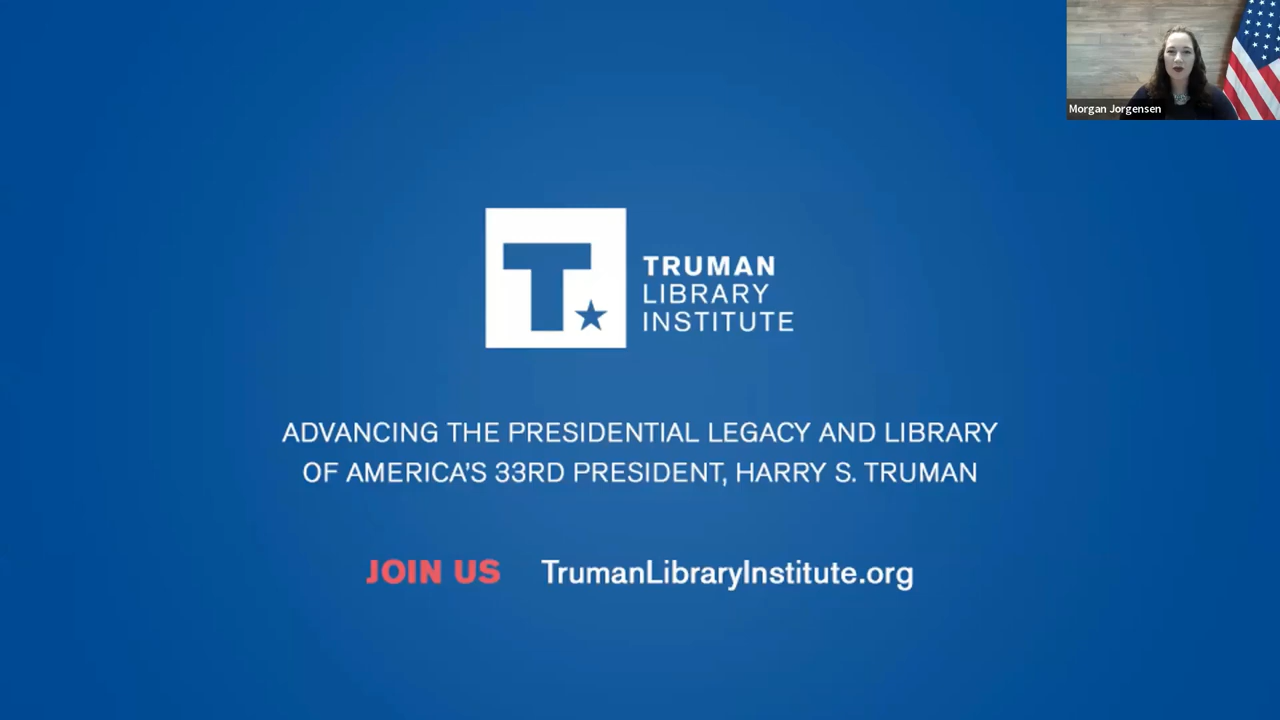 Morgan Jorgensen
T
TRUMAN
LIBRARY
INSTITUTE
ADVANCING THE PRESIDENTIAL LEGACY AND LIBRARY
OF AMERICA'S 33RD PRESIDENT, HARRY S. TRUMAN
JOIN US TrumanLibraryInstitute.org